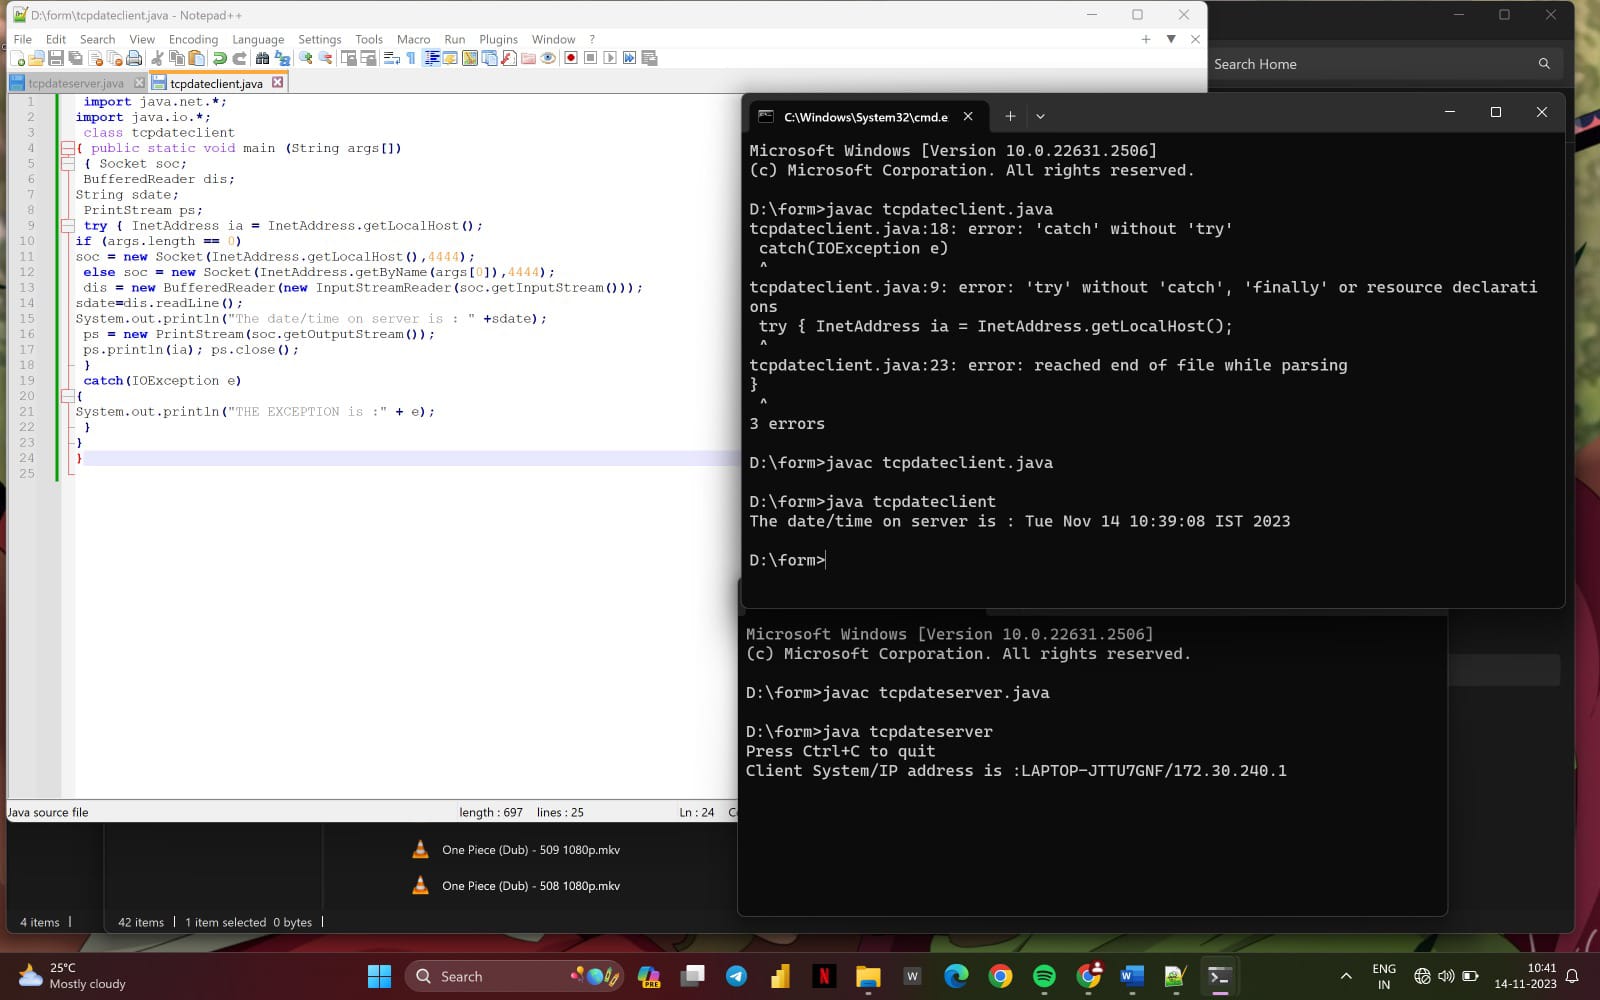 D:\form\tcpdateclient.java - Notepad++
File Edit Search View Encoding Language Settings Tools Macro Run Plugins Window ?
tcpdateserver.java
tcpdateclient.java
1 import java.net.*;
2 import java.io.*;
3 class tcpdateclient
4 { public static void main (String args[])
5 { Socket soc;
6 BufferedReader dis;
7 String sdate;
8 PrintStream ps;
9 try { InetAddress ia = InetAddress.getLocalHost();
10 if (args.length == 0)
11 soc = new Socket(InetAddress.getLocalHost(),4444);
12 else soc = new Socket(InetAddress.getByName(args[0]),4444);
13 dis = new BufferedReader(new InputStreamReader(soc.getInputStream()));
14 sdate=dis.readLine();
15 System.out.println("The date/time on server is : " +sdate);
16 ps = new PrintStream(soc.getOutputStream());
17 ps.println(ia); ps.close();
18 }
19 catch(IOException e)
20 {
21 System.out.println("THE EXCEPTION is :" + e);
22 }
23 }
24 }
25
Java source file length : 697 lines : 25 Ln : 24 C
Search Home
C:\Windows\System32\cmd.e
Microsoft Windows [Version 10.0.22631.2506]
(c) Microsoft Corporation. All rights reserved.
D:\form>javac tcpdateclient.java
tcpdateclient.java:18: error: 'catch' without 'try'
catch(IOException e)
^
tcpdateclient.java:9: error: 'try' without 'catch', 'finally' or resource declarati
ons
try { InetAddress ia = InetAddress.getLocalHost();
^
tcpdateclient.java:23: error: reached end of file while parsing
}
^
3 errors
D:\form>javac tcpdateclient.java
D:\form>java tcpdateclient
The date/time on server is : Tue Nov 14 10:39:08 IST 2023
D:\form>
Microsoft Windows [Version 10.0.22631.2506]
(c) Microsoft Corporation. All rights reserved.
D:\form>javac tcpdateserver.java
D:\form>java tcpdateserver
Press Ctrl+C to quit
Client System/IP address is :LAPTOP-JTTU7GNF/172.30.240.1
One Piece (Dub) - 509 1080p.mkv
One Piece (Dub) - 508 1080p.mkv
4 items
42 items 1 item selected 0 bytes
25°C
Mostly cloudy
Search
PRE
N
W
W
ENG
IN
10:41
14-11-2023